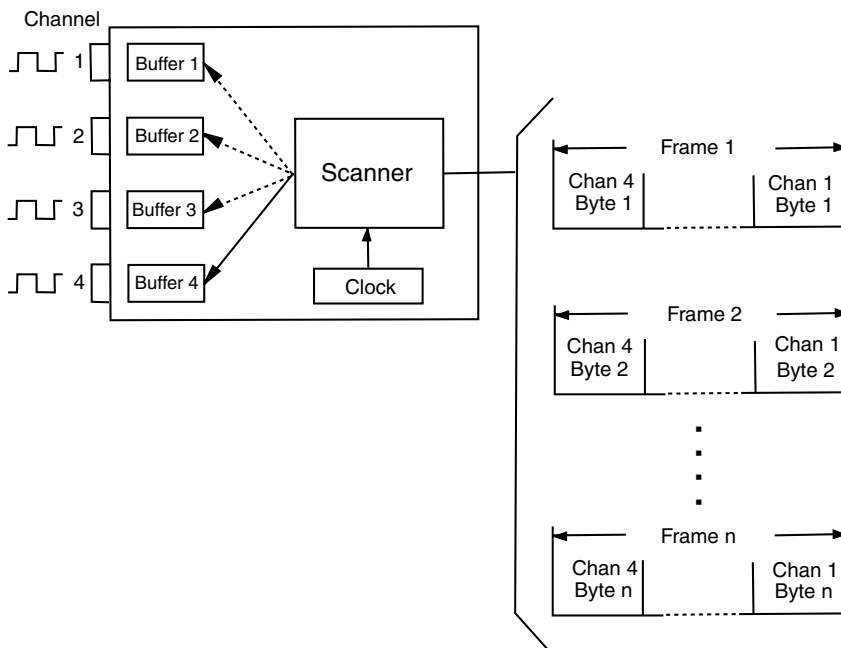 Channel
1
Buffer 1
2
Buffer 2
3
Buffer 3
4
Buffer 4
Scanner
Clock
Frame 1
Chan 4
Byte 1
Chan 1
Byte 1
Frame 2
Chan 4
Byte 2
Chan 1
Byte 2
Frame n
Chan 4
Byte n
Chan 1
Byte n